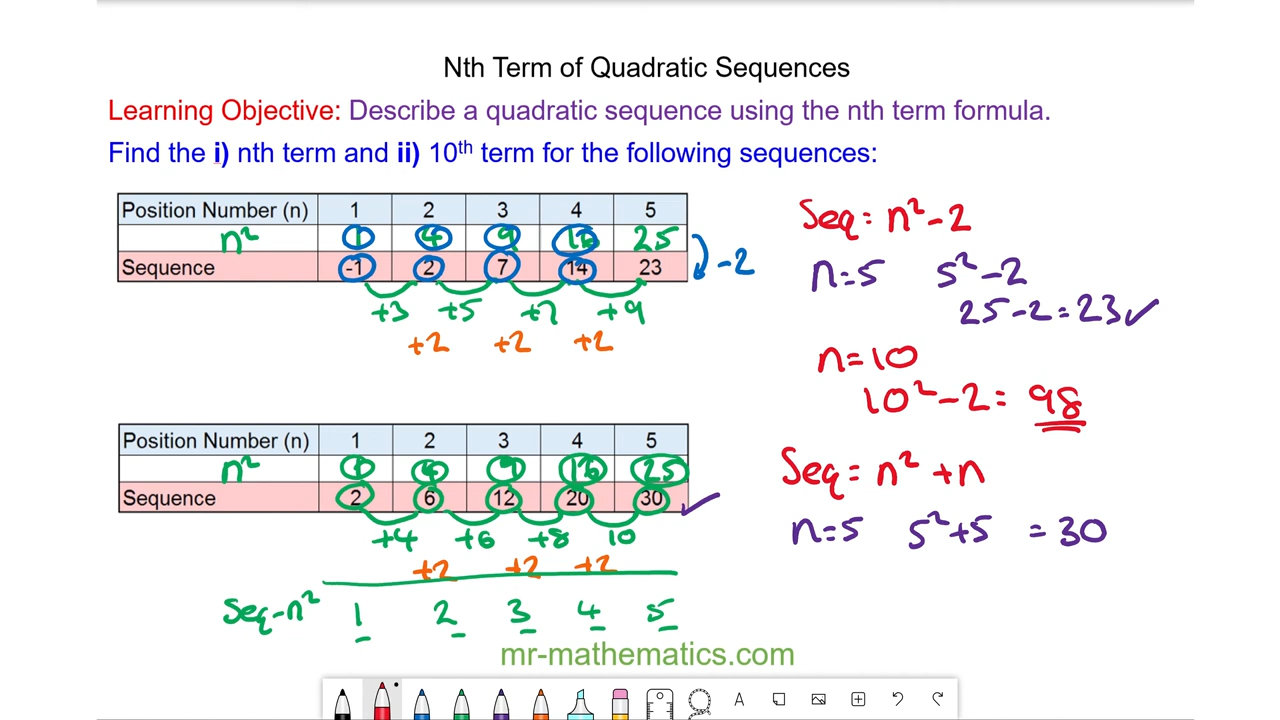 Nth Term of Quadratic Sequences
Learning Objective: Describe a quadratic sequence using the nth term formula.
Find the i) nth term and ii) 10th term for the following sequences:
Position Number (n) 1 2 3 4 5
n² 1 4 9 16 25
Sequence -1 2 7 14 23
-2
+3 +5 +7 +9
+2 +2 +2
Seq = n² - 2
n = 5 5² - 2
25 - 2 = 23 ✓
n = 10
10² - 2 = 98
Position Number (n) 1 2 3 4 5
n² 1 4 9 16 25
Sequence 2 6 12 20 30 ✓
+4 +6 +8 10
+2 +2 +2
Seq - n² 1 2 3 4 5
Seq = n² + n
n = 5 5² + 5 = 30
mr-mathematics.com
A